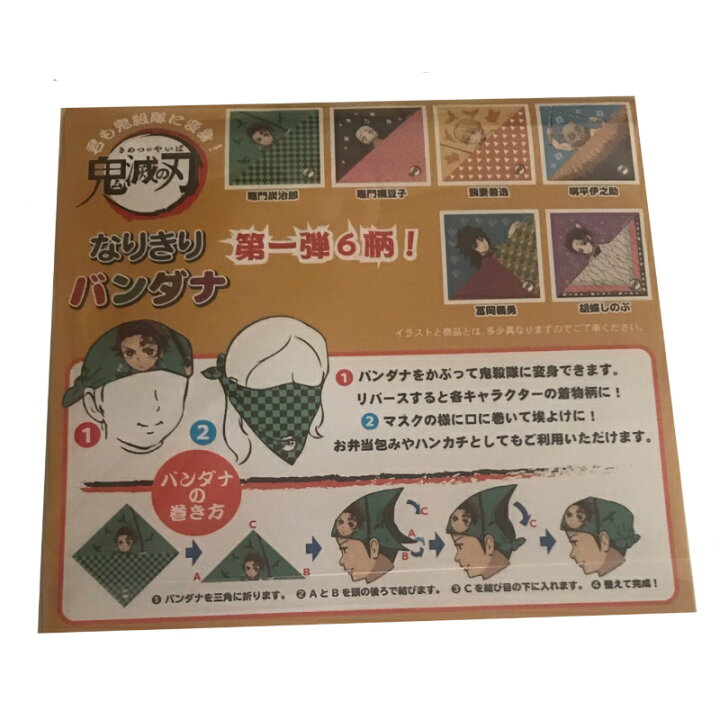 君も鬼殺隊に変身!
きめつのやいば
鬼滅の刃
なりきり
バンダナ
第一弾6柄!
竈門炭治郎
竈門禰豆子
我妻善逸
嘴平伊之助
冨岡義勇
胡蝶しのぶ
イラストと商品とは、多少異なりますのでご了承ください。
1
2
1 バンダナをかぶって鬼殺隊に変身できます。
リバースすると各キャラクターの着物柄に!
2 マスクの様に口に巻いて埃よけに!
お弁当包みやハンカチとしてもご利用いただけます。
バンダナ
の
巻き方
A
C
B
C
A
B
C
①バンダナを三角に折ります。
②AとBを頭の後ろで結びます。
③Cを結び目の下に入れます。
④整えて完成!